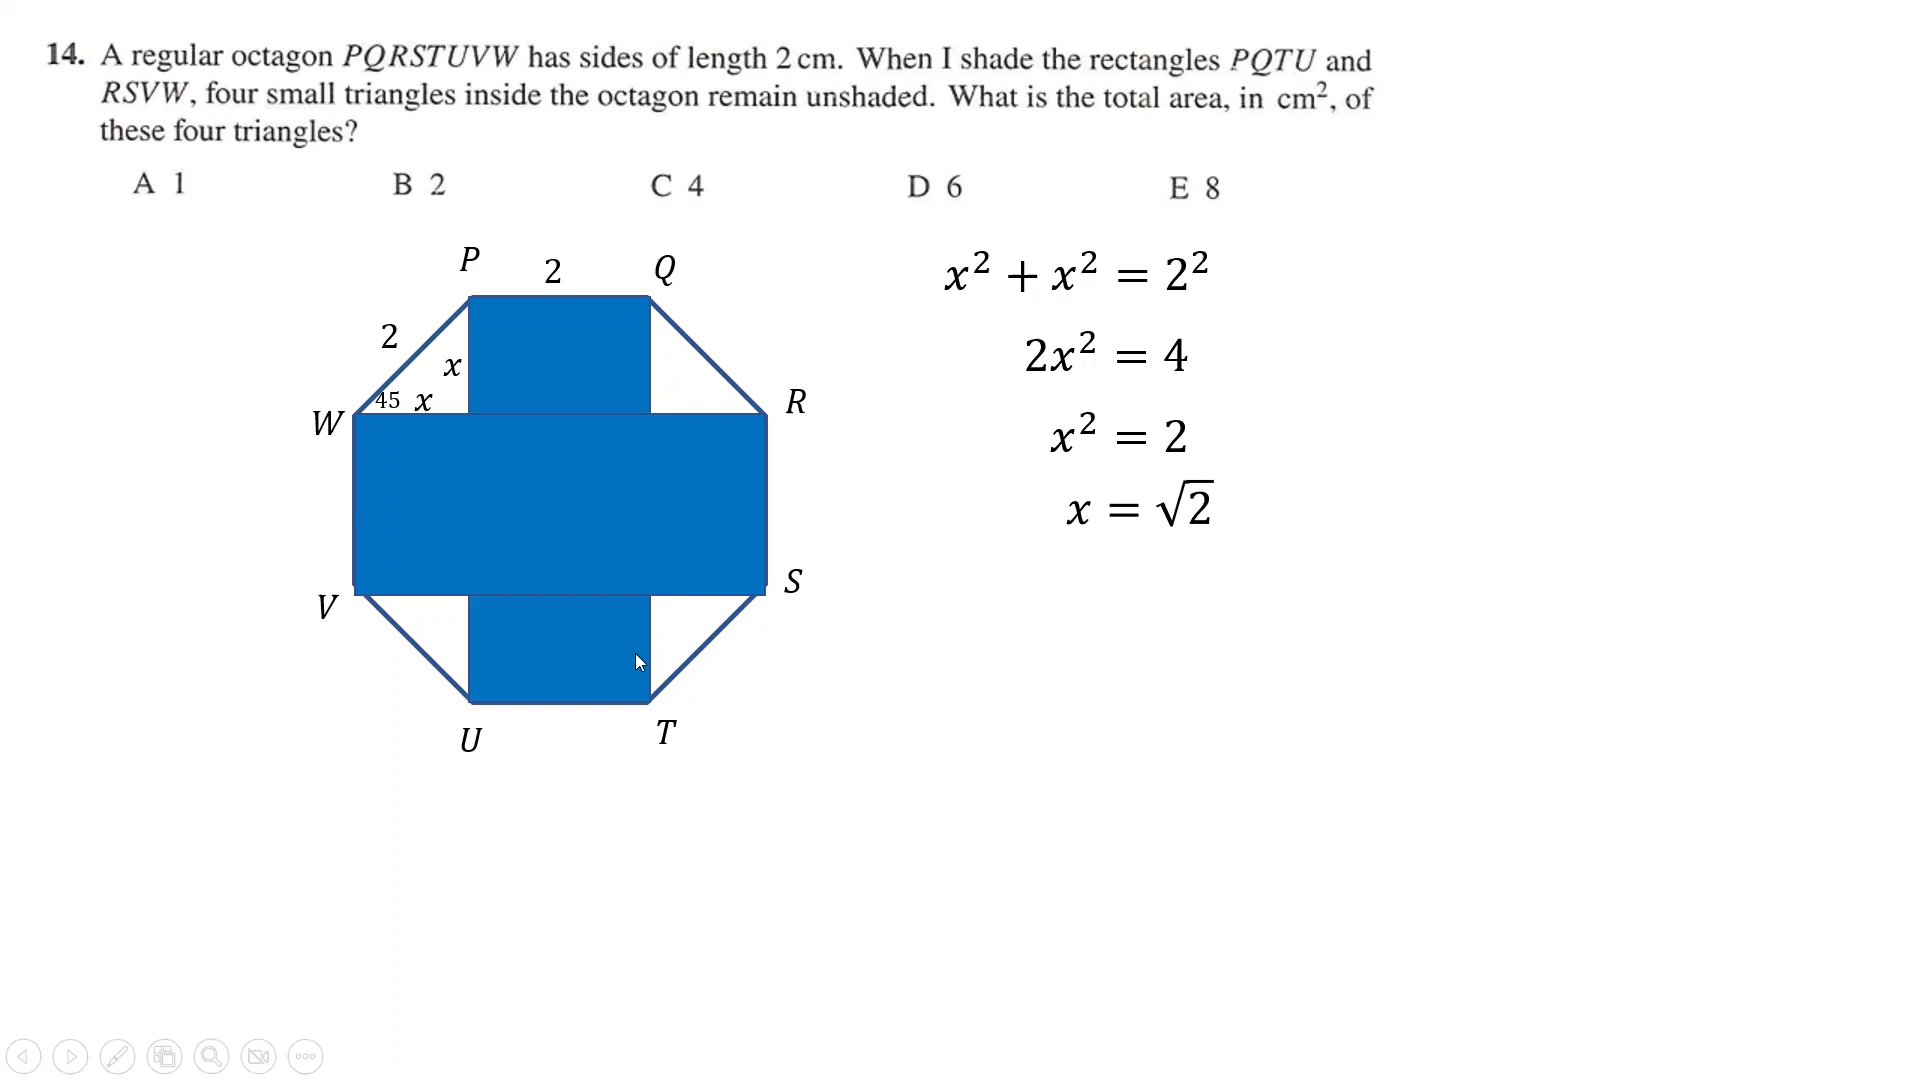 14. A regular octagon PQRSTUVW has sides of length 2 cm. When I shade the rectangles PQTU and
RSVW, four small triangles inside the octagon remain unshaded. What is the total area, in cm², of
these four triangles?
A 1 B 2 C 4 D 6 E 8
P 2 Q
x² + x² = 2²
2
x
2x² = 4
45 x
W R
x² = 2
x = √2
V S
U T